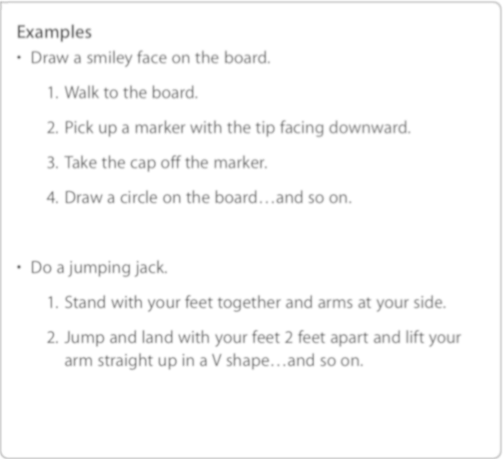 Examples
• Draw a smiley face on the board.
1. Walk to the board.
2. Pick up a marker with the tip facing downward.
3. Take the cap off the marker.
4. Draw a circle on the board…and so on.
• Do a jumping jack.
1. Stand with your feet together and arms at your side.
2. Jump and land with your feet 2 feet apart and lift your
arm straight up in a V shape…and so on.